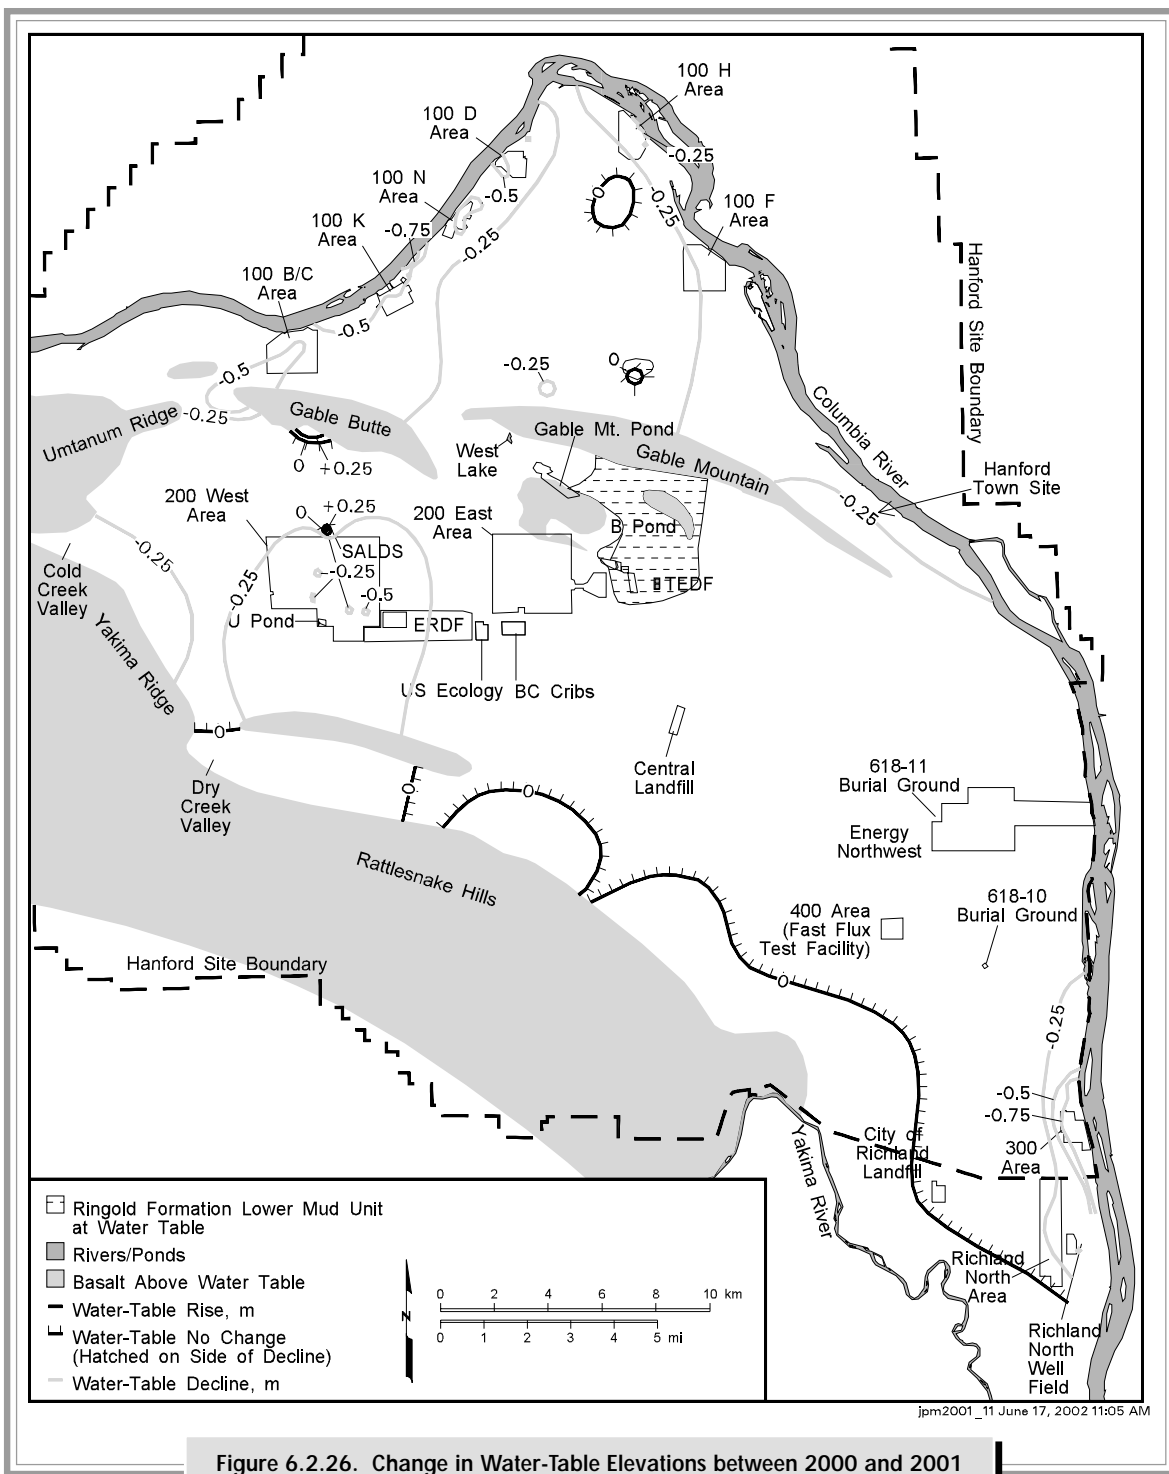 100 H
Area
100 D
Area
-0.25
100 N
Area
-0.5
0
-0.25
100 F
Area
100 K
Area
-0.75
-0.25
100 B/C
Area
-0.5
Hanford Site Boundary
-0.5
-0.25
0
-0.25
Umtanum Ridge
Gable Butte
Columbia River
West
Lake
Gable Mt. Pond
Gable Mountain
0
+0.25
Hanford
Town Site
200 West
Area
0
+0.25
200 East
Area
-0.25
B Pond
-0.25
SALDS
Cold
Creek
Valley
-0.25
-0.25
-0.5
TEDF
U Pond
ERDF
Yakima Ridge
US Ecology
BC Cribs
0
Central
Landfill
618-11
Burial Ground
Dry
Creek
Valley
0
0
Energy
Northwest
Rattlesnake Hills
618-10
Burial Ground
400 Area
(Fast Flux
Test Facility)
Hanford Site Boundary
0
-0.25
-0.5
-0.75
300
Area
City of
Richland
Landfill
Yakima River
Richland
North
Area
Richland
North
Well
Field
Ringold Formation Lower Mud Unit
at Water Table
Rivers/Ponds
Basalt Above Water Table
Water-Table Rise, m
Water-Table No Change
(Hatched on Side of Decline)
Water-Table Decline, m
N
0 2 4 6 8 10 km
0 1 2 3 4 5 mi
jpm2001_11 June 17, 2002 11:05 AM
Figure 6.2.26. Change in Water-Table Elevations between 2000 and 2001